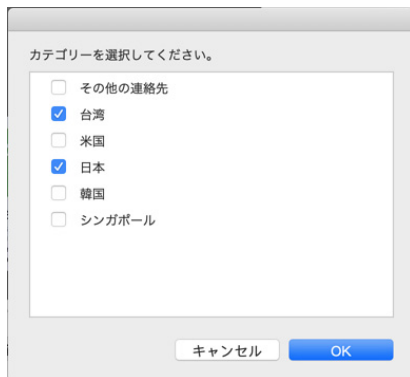 カテゴリーを選択してください。
その他の連絡先
台湾
米国
日本
韓国
シンガポール
キャンセル
OK